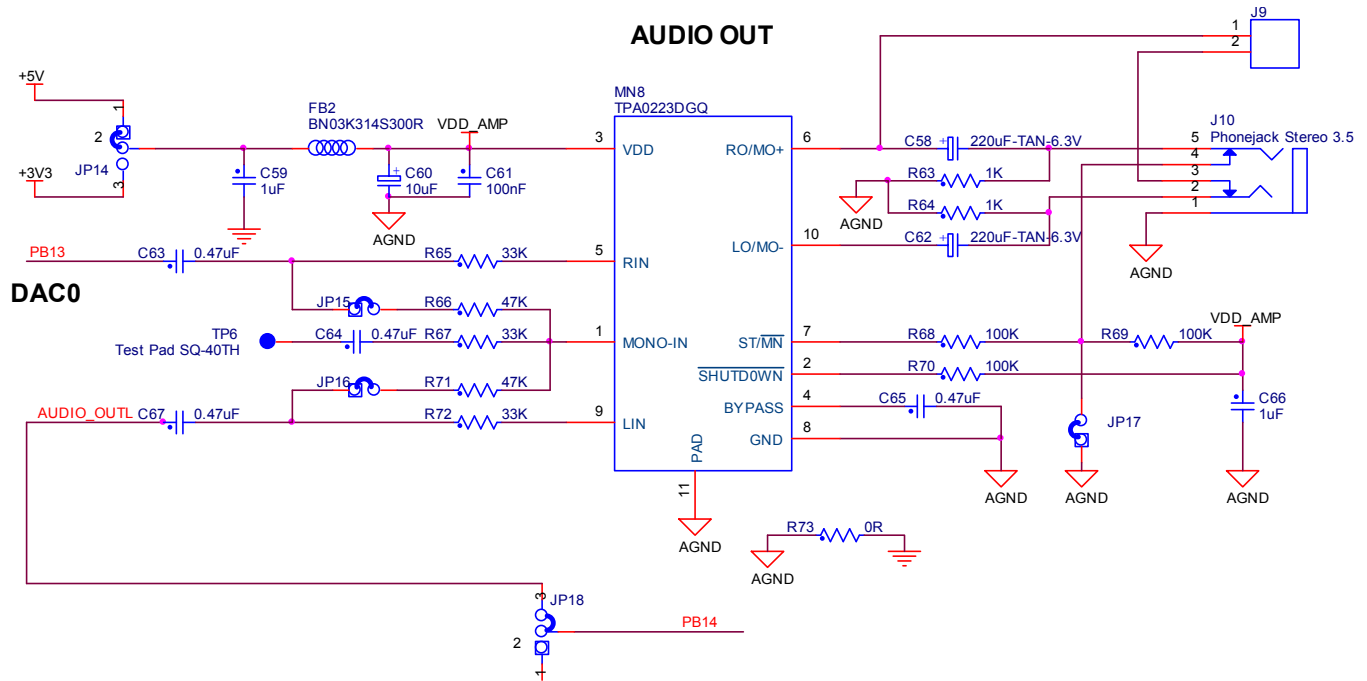 AUDIO OUT
J9
1
2
+5V
1
2
JP14
+3V3
3
FB2
BN03K314S300R
VDD_AMP
C59
1uF
+
C60
10uF
C61
100nF
AGND
MN8
TPA0223DGQ
3
VDD
RO/MO+
6
C58
+
220uF-TAN-6.3V
R63
1K
AGND
R64
1K
LO/MO-
10
C62
+
220uF-TAN-6.3V
J10
Phonejack Stereo 3.5
5
4
3
2
1
AGND
PB13
C63
0.47uF
R65
33K
5
RIN
DAC0
JP15
R66
47K
TP6
Test Pad SQ-40TH
C64
0.47uF
R67
33K
1
MONO-IN
JP16
R71
47K
AUDIO_OUTL
C67
0.47uF
R72
33K
9
LIN
ST/MN
7
R68
100K
R69
100K
VDD_AMP
SHUTD0WN
2
R70
100K
BYPASS
4
C65
0.47uF
GND
8
C66
1uF
JP17
AGND
AGND
AGND
PAD
11
AGND
R73
0R
AGND
3
JP18
2
PB14
1